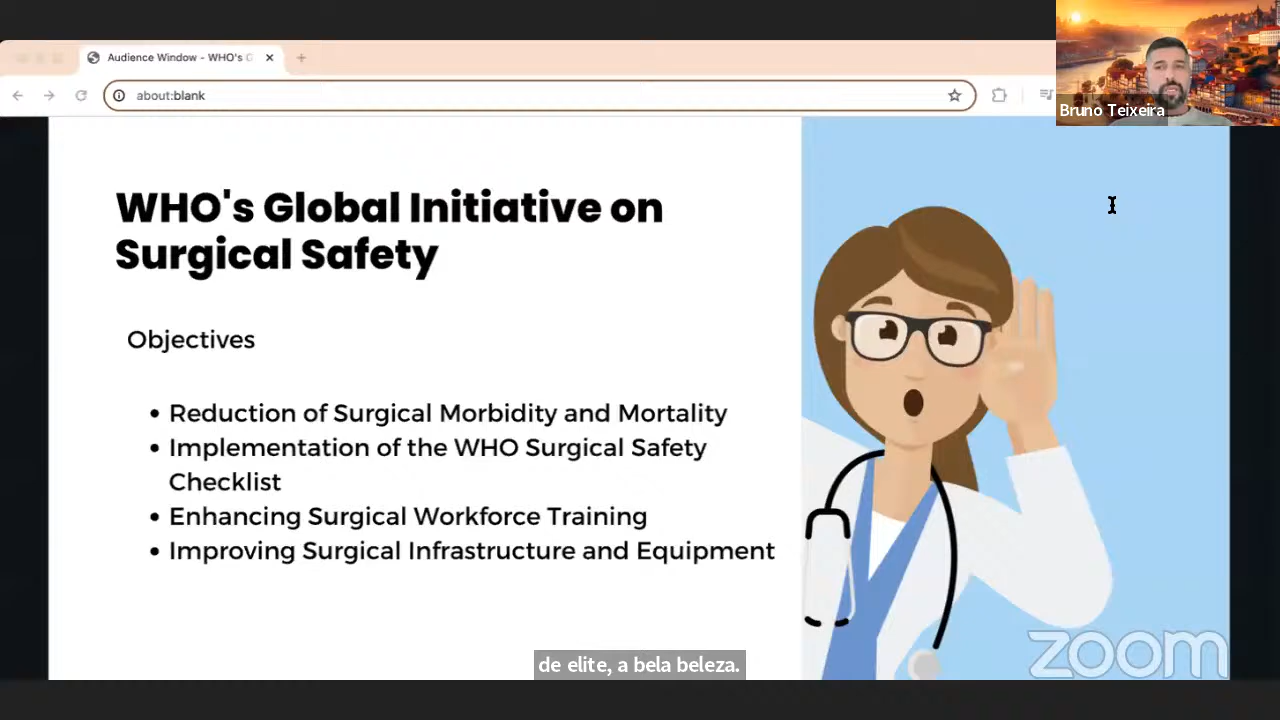 Audience Window - WHO's G
about:blank
Bruno Teixeira
WHO's Global Initiative on
Surgical Safety
Objectives
• Reduction of Surgical Morbidity and Mortality
• Implementation of the WHO Surgical Safety
Checklist
• Enhancing Surgical Workforce Training
• Improving Surgical Infrastructure and Equipment
de elite, a bela beleza.
zoom